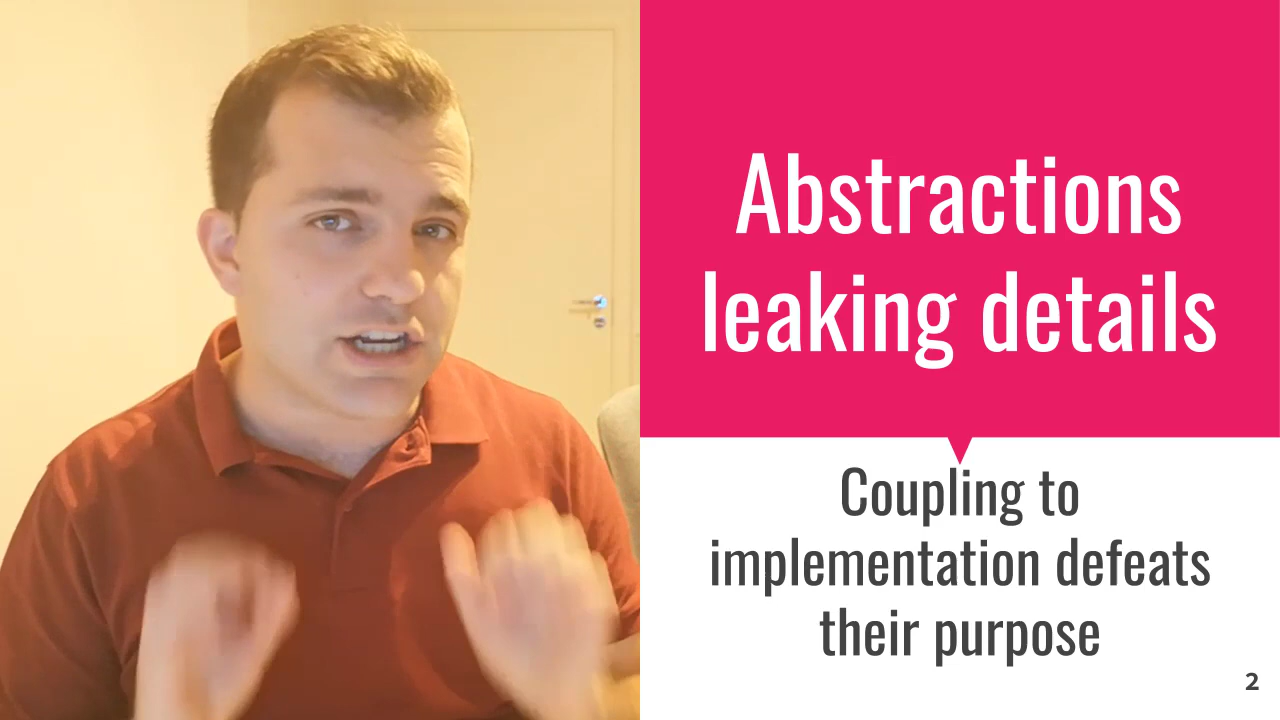 Abstractions
leaking details
Coupling to
implementation defeats
their purpose
2